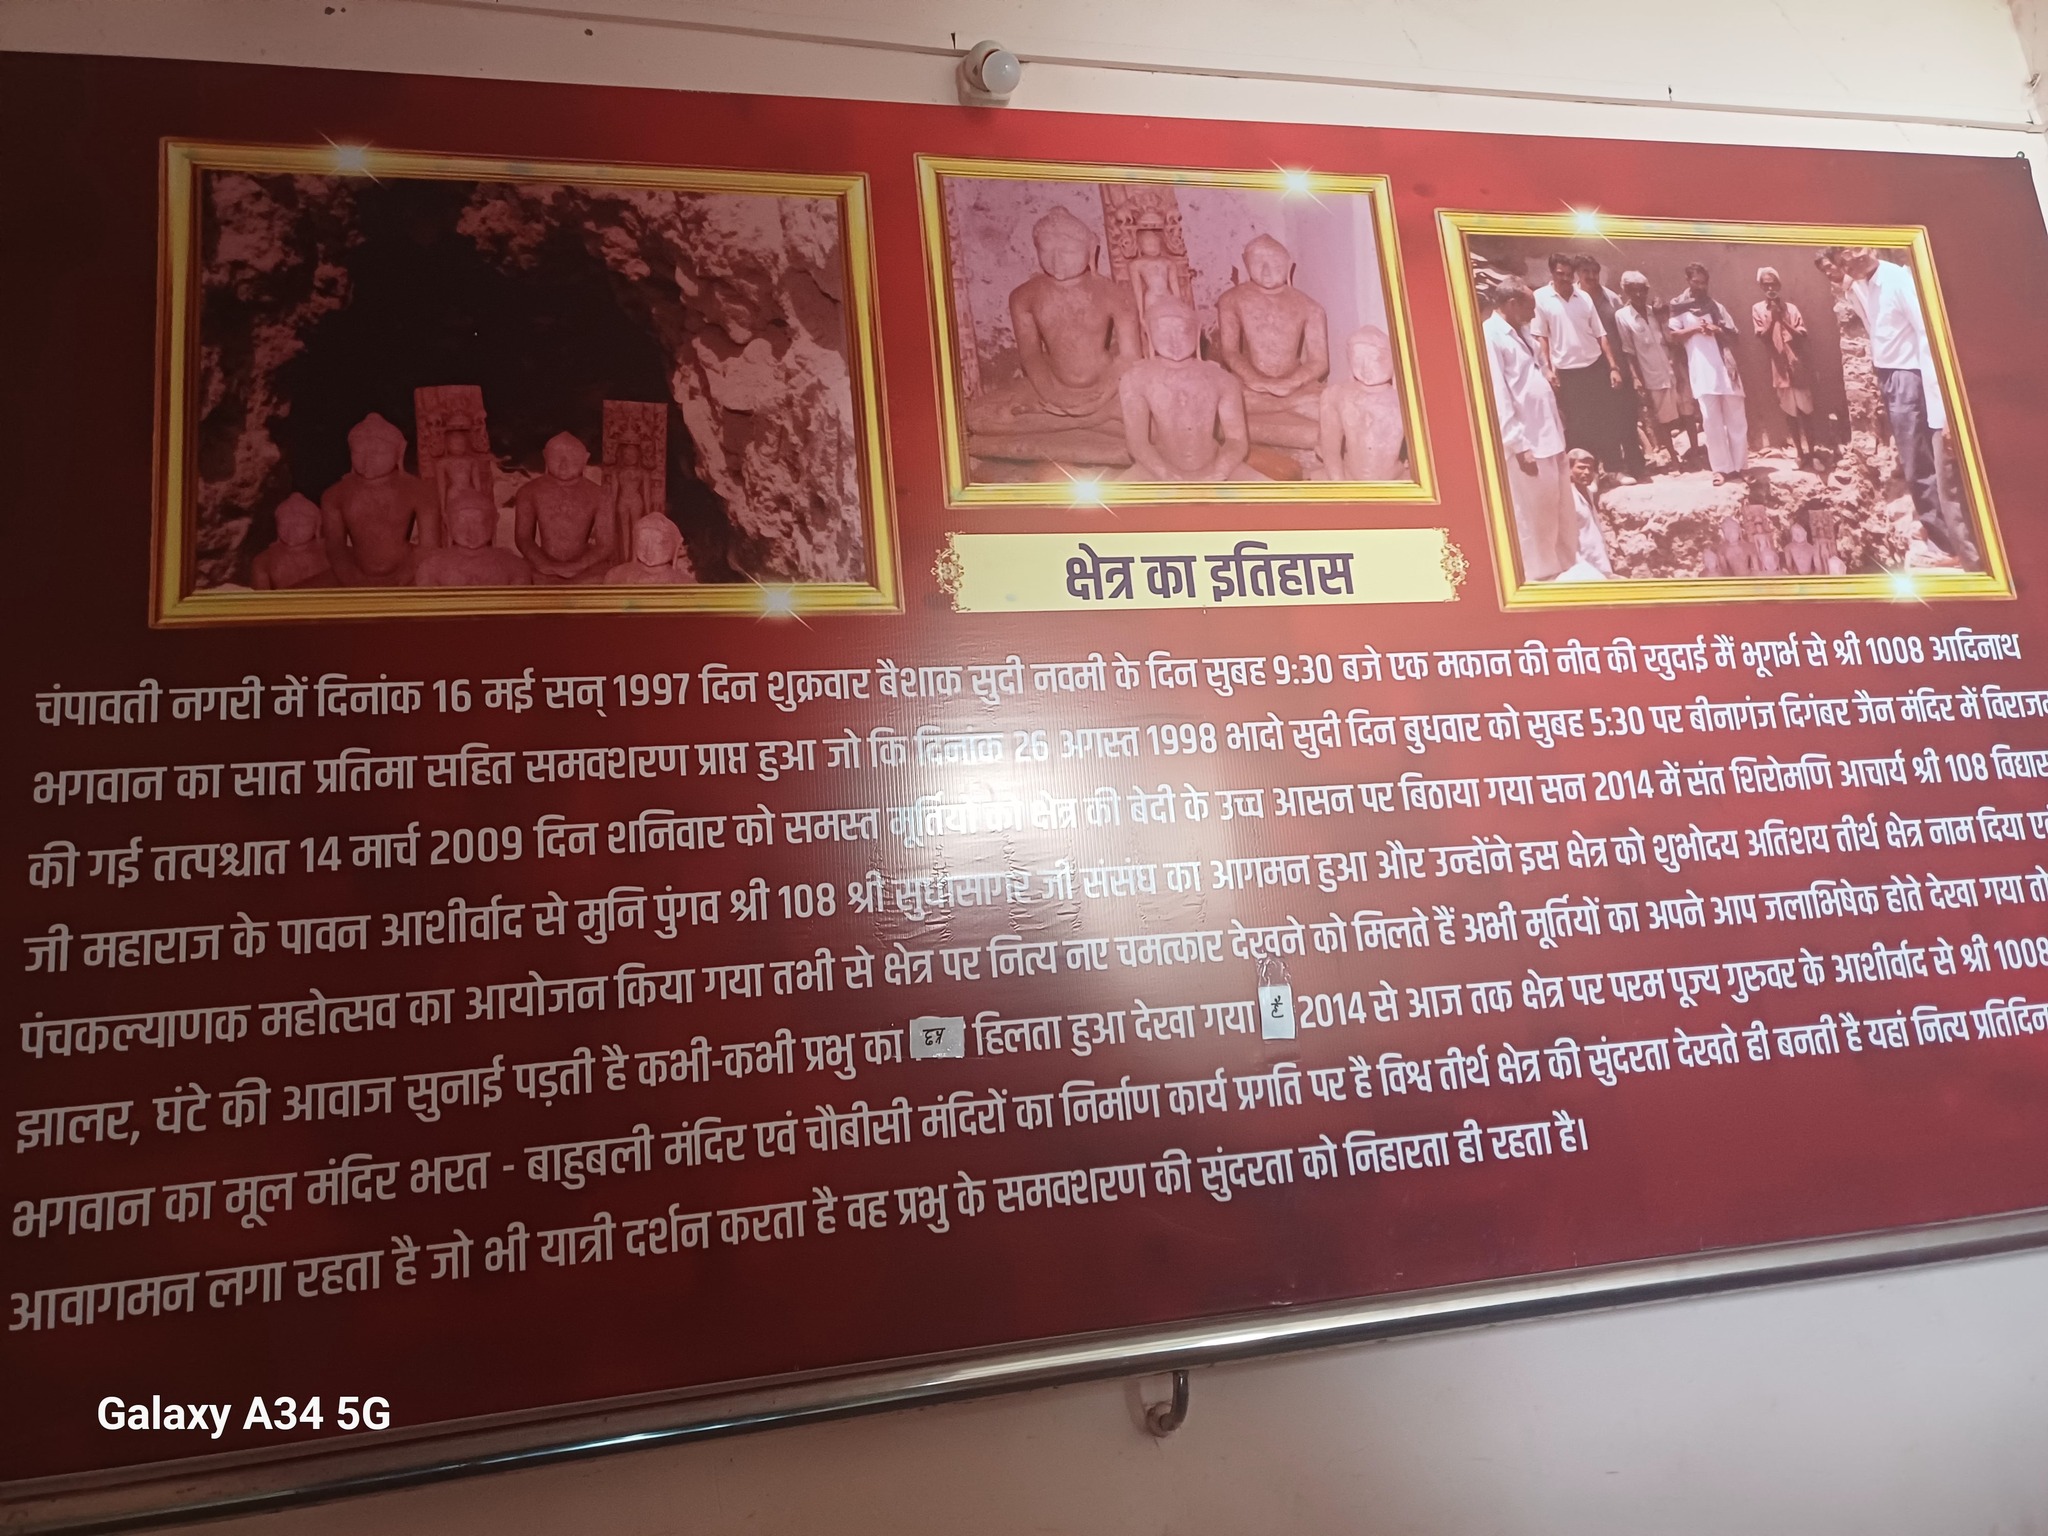 क्षेत्र का इतिहास
चंपावती नगरी में दिनांक 16 मई सन् 1997 दिन शुक्रवार बैशाक सुदी नवमी के दिन सुबह 9:30 बजे एक मकान की नीव की खुदाई मैं भूगर्भ से श्री 1008 आदिनाथ
भगवान का सात प्रतिमा सहित समवशरण प्राप्त हुआ जो कि दिनांक 26 अगस्त 1998 भादो सुदी दिन बुधवार को सुबह 5:30 पर बीनागंज दिगंबर जैन मंदिर में
की गई तत्पश्चात 14 मार्च 2009 दिन शनिवार को समस्त मूर्तियों को क्षेत्र की बेदी के उच्च आसन पर बिठाया गया सन 2014 में संत शिरोमणि आचार्य श्री 108
जी महाराज के पावन आशीर्वाद से मुनि पुंगव श्री 108 श्री सुधासागर जी संसंघ का आगमन हुआ और उन्होंने इस क्षेत्र को शुभोदय अतिशय तीर्थ क्षेत्र नाम दिया
पंचकल्याणक महोत्सव का आयोजन किया गया तभी से क्षेत्र पर नित्य नए चमत्कार देखने को मिलते हैं अभी मूर्तियों का अपने आप जलाभिषेक होते देखा गया तो
झालर, घंटे की आवाज सुनाई पड़ती है कभी-कभी प्रभु का छत्र हिलता हुआ देखा गया है 2014 से आज तक क्षेत्र पर परम पूज्य गुरुवर के आशीर्वाद से श्री 1008
भगवान का मूल मंदिर भरत - बाहुबली मंदिर एवं चौबीसी मंदिरों का निर्माण कार्य प्रगति पर है विश्व तीर्थ क्षेत्र की सुंदरता देखते ही बनती है यहां नित्य प्रतिदिन
आवागमन लगा रहता है जो भी यात्री दर्शन करता है वह प्रभु के समवशरण की सुंदरता को निहारता ही रहता है।
Galaxy A34 5G